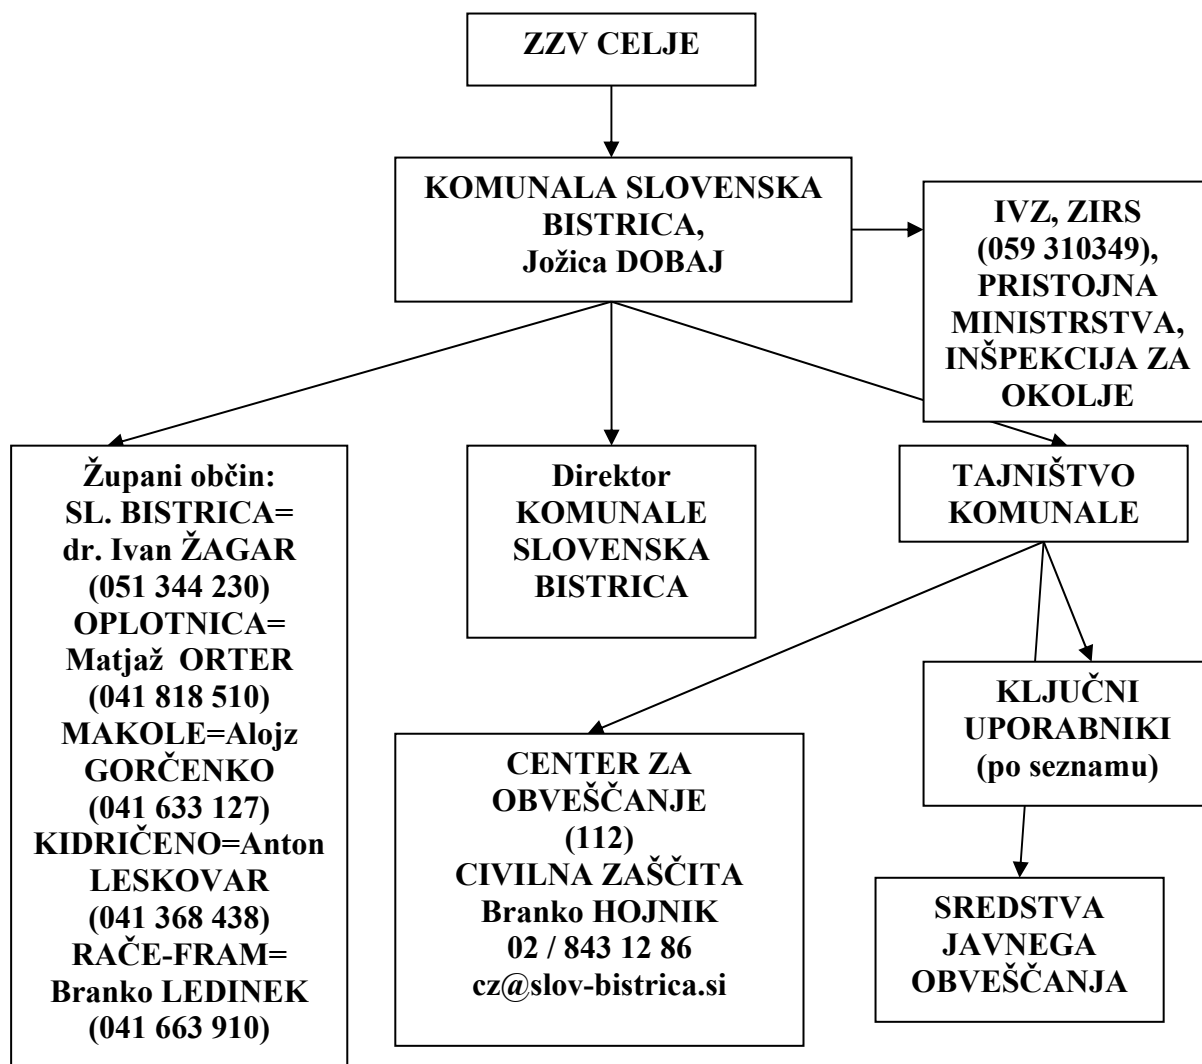 ZZV CELJE
KOMUNALA SLOVENSKA
BISTRICA,
Jožica DOBAJ
IVZ, ZIRS
(059 310349),
PRISTOJNA
MINISTRSTVA,
INŠPEKCIJA ZA
OKOLJE
Župani občin:
SL. BISTRICA=
dr. Ivan ŽAGAR
(051 344 230)
OPLOTNICA=
Matjaž ORTER
(041 818 510)
MAKOLE=Alojz
GORČENKO
(041 633 127)
KIDRIČENO=Anton
LESKOVAR
(041 368 438)
RAČE-FRAM=
Branko LEDINEK
(041 663 910)
Direktor
KOMUNALE
SLOVENSKA
BISTRICA
TAJNIŠTVO
KOMUNALE
CENTER ZA
OBVEŠČANJE
(112)
CIVILNA ZAŠČITA
Branko HOJNIK
02 / 843 12 86
cz@slov-bistrica.si
KLJUČNI
UPORABNIKI
(po seznamu)
SREDSTVA
JAVNEGA
OBVEŠČANJA